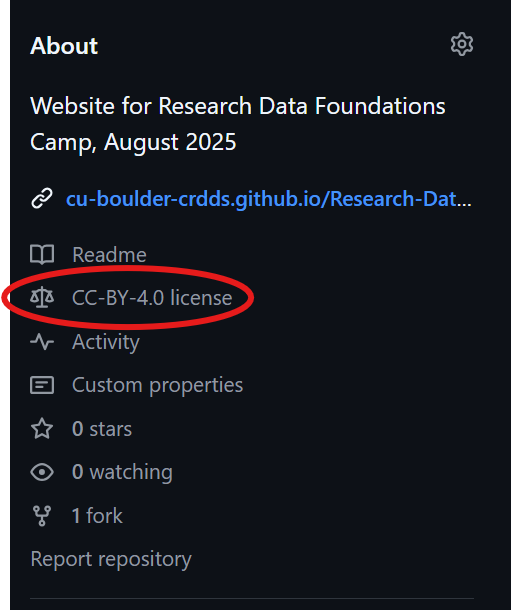 About
Website for Research Data Foundations
Camp, August 2025
cu-boulder-crdds.github.io/Research-Dat...
Readme
CC-BY-4.0 license
Activity
Custom properties
0 stars
0 watching
1 fork
Report repository